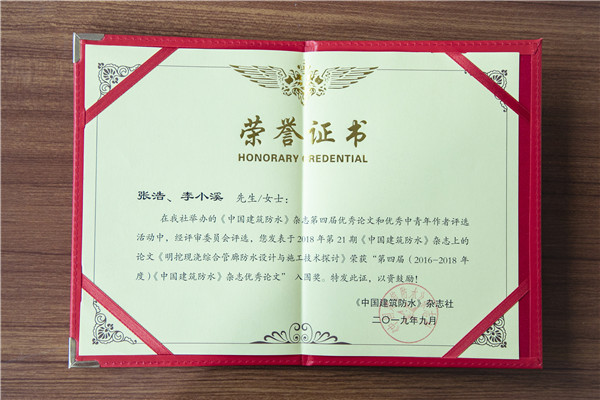 荣誉证书
HONORARY CREDENTIAL
张浩、李小溪 先生/女士：
在我社举办的《中国建筑防水》杂志第四届优秀论文和优秀中青年作者评选
活动中，经评审委员会评选，您发表于2018年第21期《中国建筑防水》杂志上的
论文《明挖现浇综合管廊防水设计与施工技术探讨》荣获“第四届（2016-2018年
度）《中国建筑防水》杂志优秀论文” 入围奖。特发此证，以资鼓励！
《中国建筑防水》杂志社
二〇一九年九月